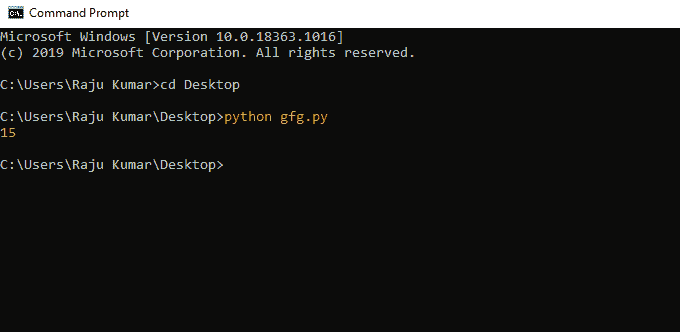 Command Prompt
Microsoft Windows [Version 10.0.18363.1016]
(c) 2019 Microsoft Corporation. All rights reserved.
C:\Users\Raju Kumar>cd Desktop
C:\Users\Raju Kumar\Desktop>python gfg.py
15
C:\Users\Raju Kumar\Desktop>